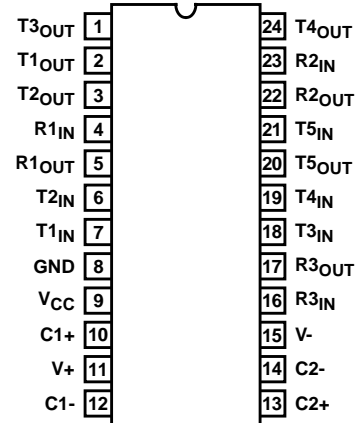 T3OUT 1 24 T4OUT
T1OUT 2 23 R2IN
T2OUT 3 22 R2OUT
R1IN 4 21 T5IN
R1OUT 5 20 T5OUT
T2IN 6 19 T4IN
T1IN 7 18 T3IN
GND 8 17 R3OUT
VCC 9 16 R3IN
C1+ 10 15 V-
V+ 11 14 C2-
C1- 12 13 C2+